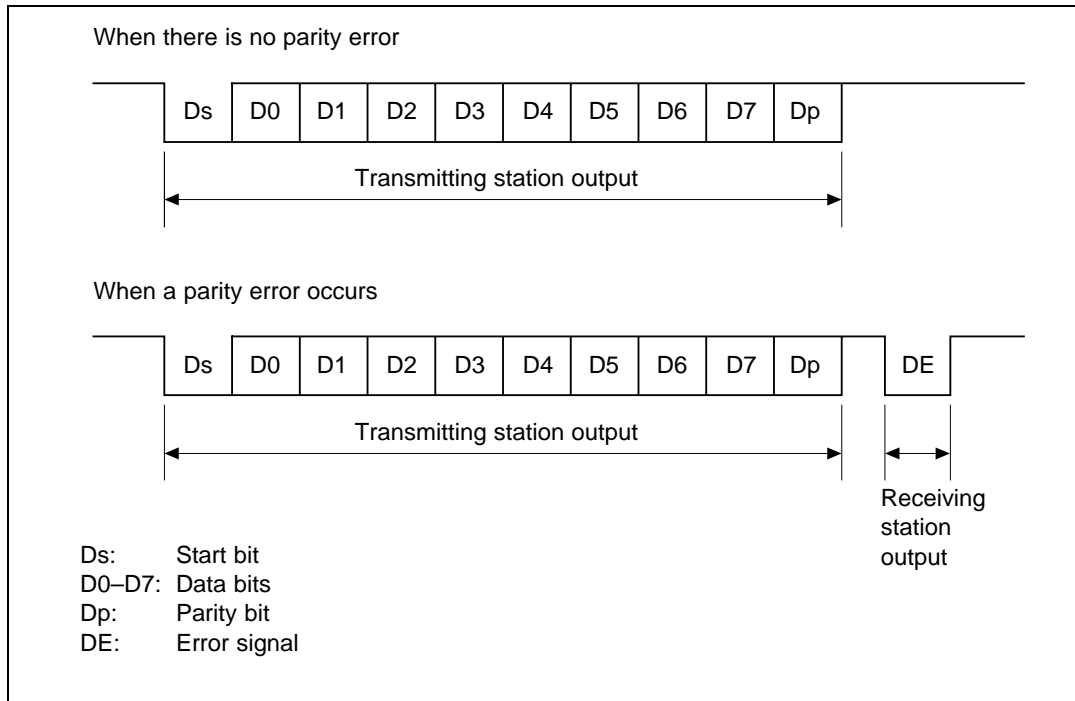 When there is no parity error
Ds D0 D1 D2 D3 D4 D5 D6 D7 Dp
Transmitting station output
When a parity error occurs
Ds D0 D1 D2 D3 D4 D5 D6 D7 Dp DE
Transmitting station output
Receiving
station
output
Ds: Start bit
D0–D7: Data bits
Dp: Parity bit
DE: Error signal